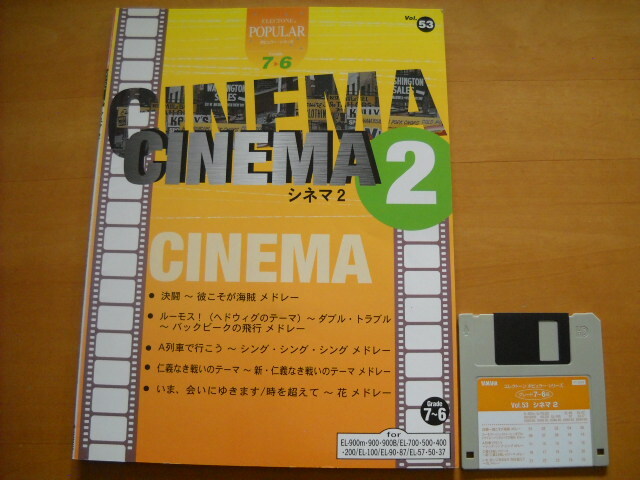 ELECTONE
POPULAR
Vol. 53
7・6
CINEMA
CINEMA
2
シネマ 2
CINEMA
● 決闘 ～ 彼こそが海賊 メドレー
● ルーモス!（ヘドウィグのテーマ）～ ダブル・トラブル
～ バックビークの飛行 メドレー
● A列車で行こう ～ シング・シング・シング メドレー
● 仁義なき戦いのテーマ ～ 新・仁義なき戦いのテーマ メドレー
● いま、会いにゆきます/時を超えて ～ 花 メドレー
Grade
7~6
for
EL-900m・900・900B/EL-700・500・400
・200/EL-100/EL-90・87/EL-57・50・37
YAMAHA
7・6
Vol.53 シネマ 2